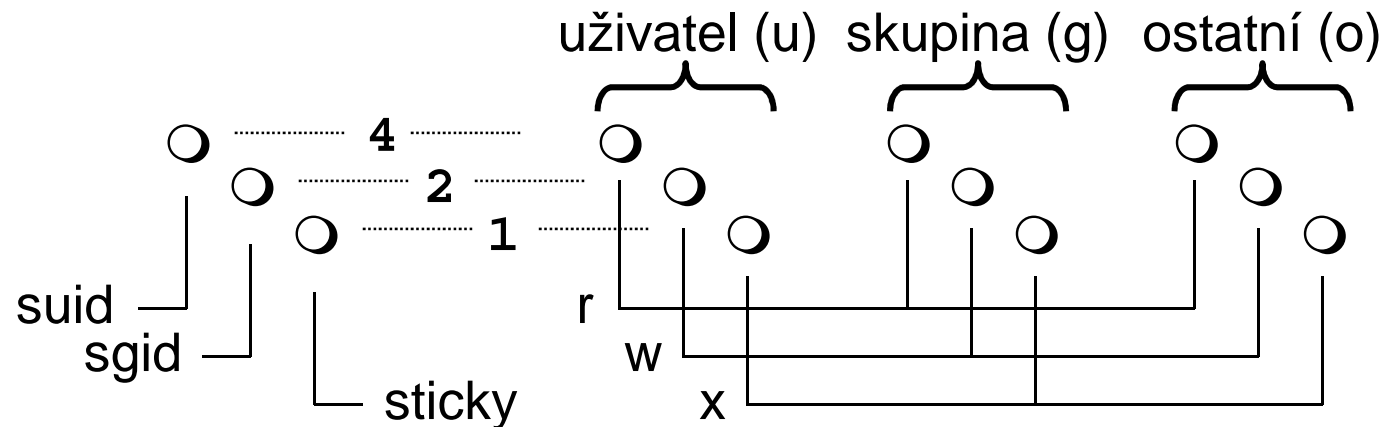 uživatel (u) skupina (g) ostatní (o)
4
2
1
suid r
sgid w
sticky x